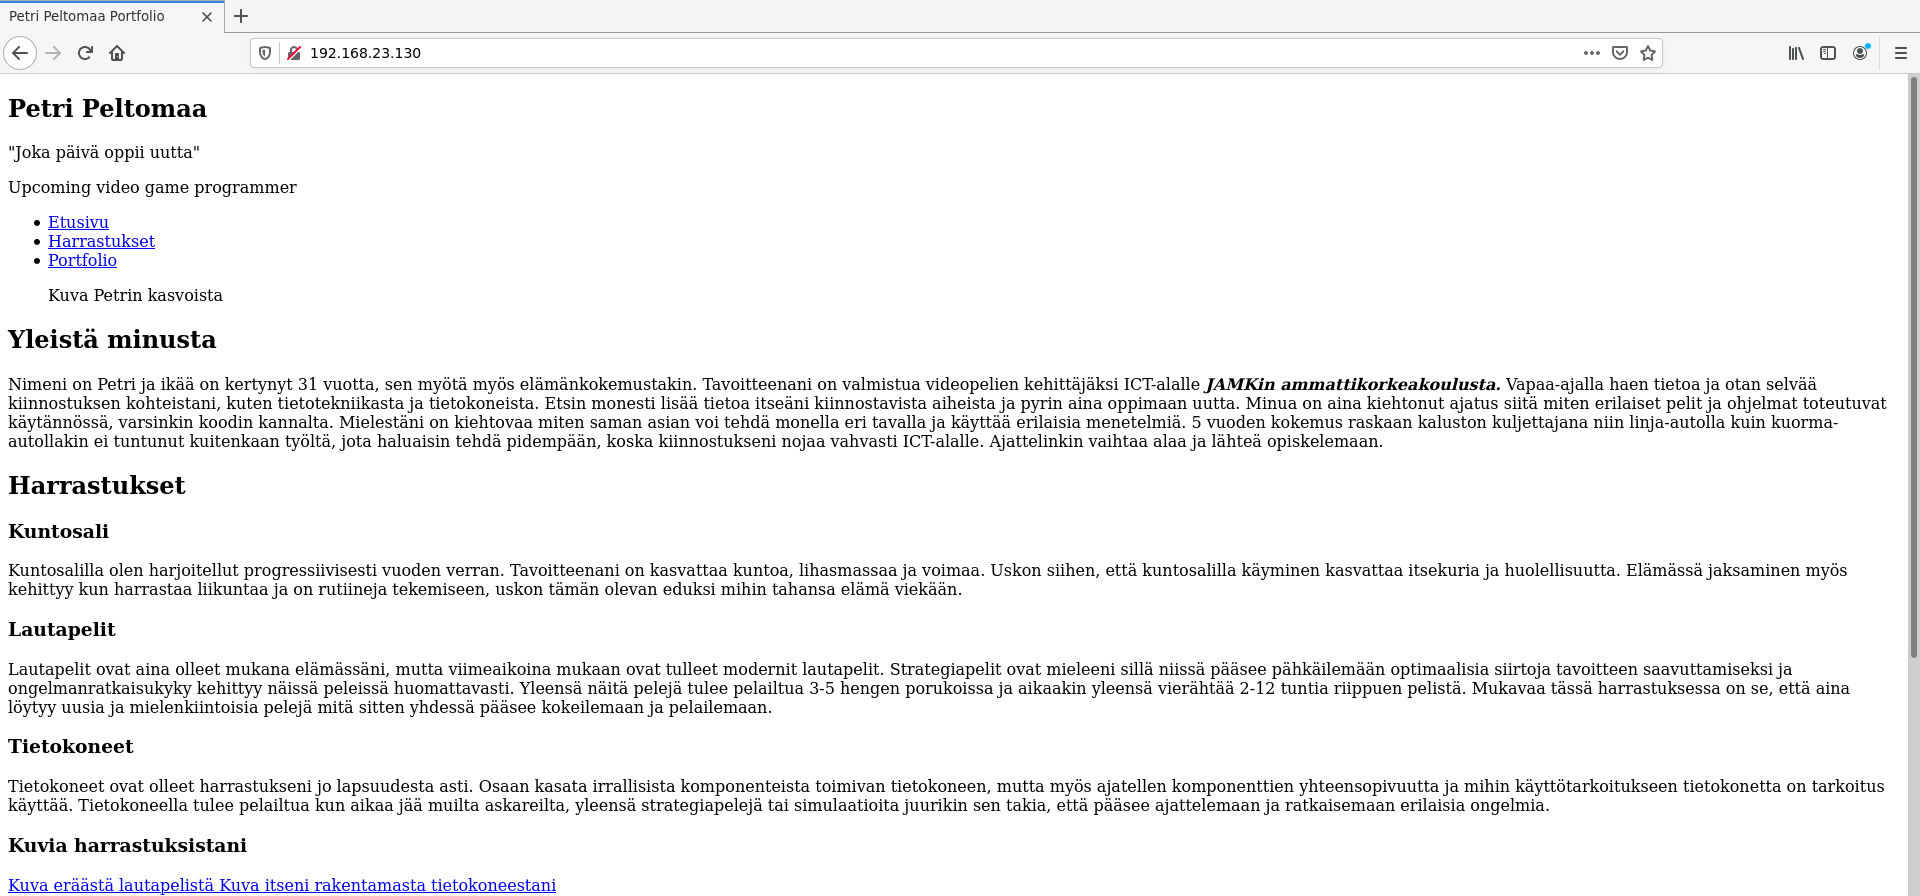 Petri Peltomaa Portfolio
192.168.23.130
Petri Peltomaa
"Joka päivä oppii uutta"
Upcoming video game programmer
Etusivu
Harrastukset
Portfolio
Kuva Petrin kasvoista
Yleistä minusta
Nimeni on Petri ja ikää on kertynyt 31 vuotta, sen myötä myös elämänkokemustakin. Tavoitteenani on valmistua videopelien kehittäjäksi ICT-alalle JAMKin ammattikorkeakoulusta. Vapaa-ajalla haen tietoa ja otan selvää
kiinnostuksen kohteistani, kuten tietotekniikasta ja tietokoneista. Etsin monesti lisää tietoa itseäni kiinnostavista aiheista ja pyrin aina oppimaan uutta. Minua on aina kiehtonut ajatus siitä miten erilaiset pelit ja ohjelmat toteutuvat
käytännössä, varsinkin koodin kannalta. Mielestäni on kiehtovaa miten saman asian voi tehdä monella eri tavalla ja käyttää erilaisia menetelmiä. 5 vuoden kokemus raskaan kaluston kuljettajana niin linja-autolla kuin kuorma-
autollakin ei tuntunut kuitenkaan työltä, jota haluaisin tehdä pidempään, koska kiinnostukseni nojaa vahvasti ICT-alalle. Ajattelinkin vaihtaa alaa ja lähteä opiskelemaan.
Harrastukset
Kuntosali
Kuntosalilla olen harjoitellut progressiivisesti vuoden verran. Tavoitteenani on kasvattaa kuntoa, lihasmassaa ja voimaa. Uskon siihen, että kuntosalilla käyminen kasvattaa itsekuria ja huolellisuutta. Elämässä jaksaminen myös
kehittyy kun harrastaa liikuntaa ja on rutiineja tekemiseen, uskon tämän olevan eduksi mihin tahansa elämä viekään.
Lautapelit
Lautapelit ovat aina olleet mukana elämässäni, mutta viimeaikoina mukaan ovat tulleet modernit lautapelit. Strategiapelit ovat mieleeni sillä niissä pääsee pähkäilemään optimaalisia siirtoja tavoitteen saavuttamiseksi ja
ongelmanratkaisukyky kehittyy näissä peleissä huomattavasti. Yleensä näitä pelejä tulee pelailtua 3-5 hengen porukoissa ja aikaakin yleensä vierähtää 2-12 tuntia riippuen pelistä. Mukavaa tässä harrastuksessa on se, että aina
löytyy uusia ja mielenkiintoisia pelejä mitä sitten yhdessä pääsee kokeilemaan ja pelailemaan.
Tietokoneet
Tietokoneet ovat olleet harrastukseni jo lapsuudesta asti. Osaan kasata irrallisista komponenteista toimivan tietokoneen, mutta myös ajatellen komponenttien yhteensopivuutta ja mihin käyttötarkoitukseen tietokonetta on tarkoitus
käyttää. Tietokoneella tulee pelailtua kun aikaa jää muilta askareilta, yleensä strategiapelejä tai simulaatioita juurikin sen takia, että pääsee ajattelemaan ja ratkaisemaan erilaisia ongelmia.
Kuvia harrastuksistani
Kuva eräästä lautapelistä Kuva itseni rakentamasta tietokoneestani